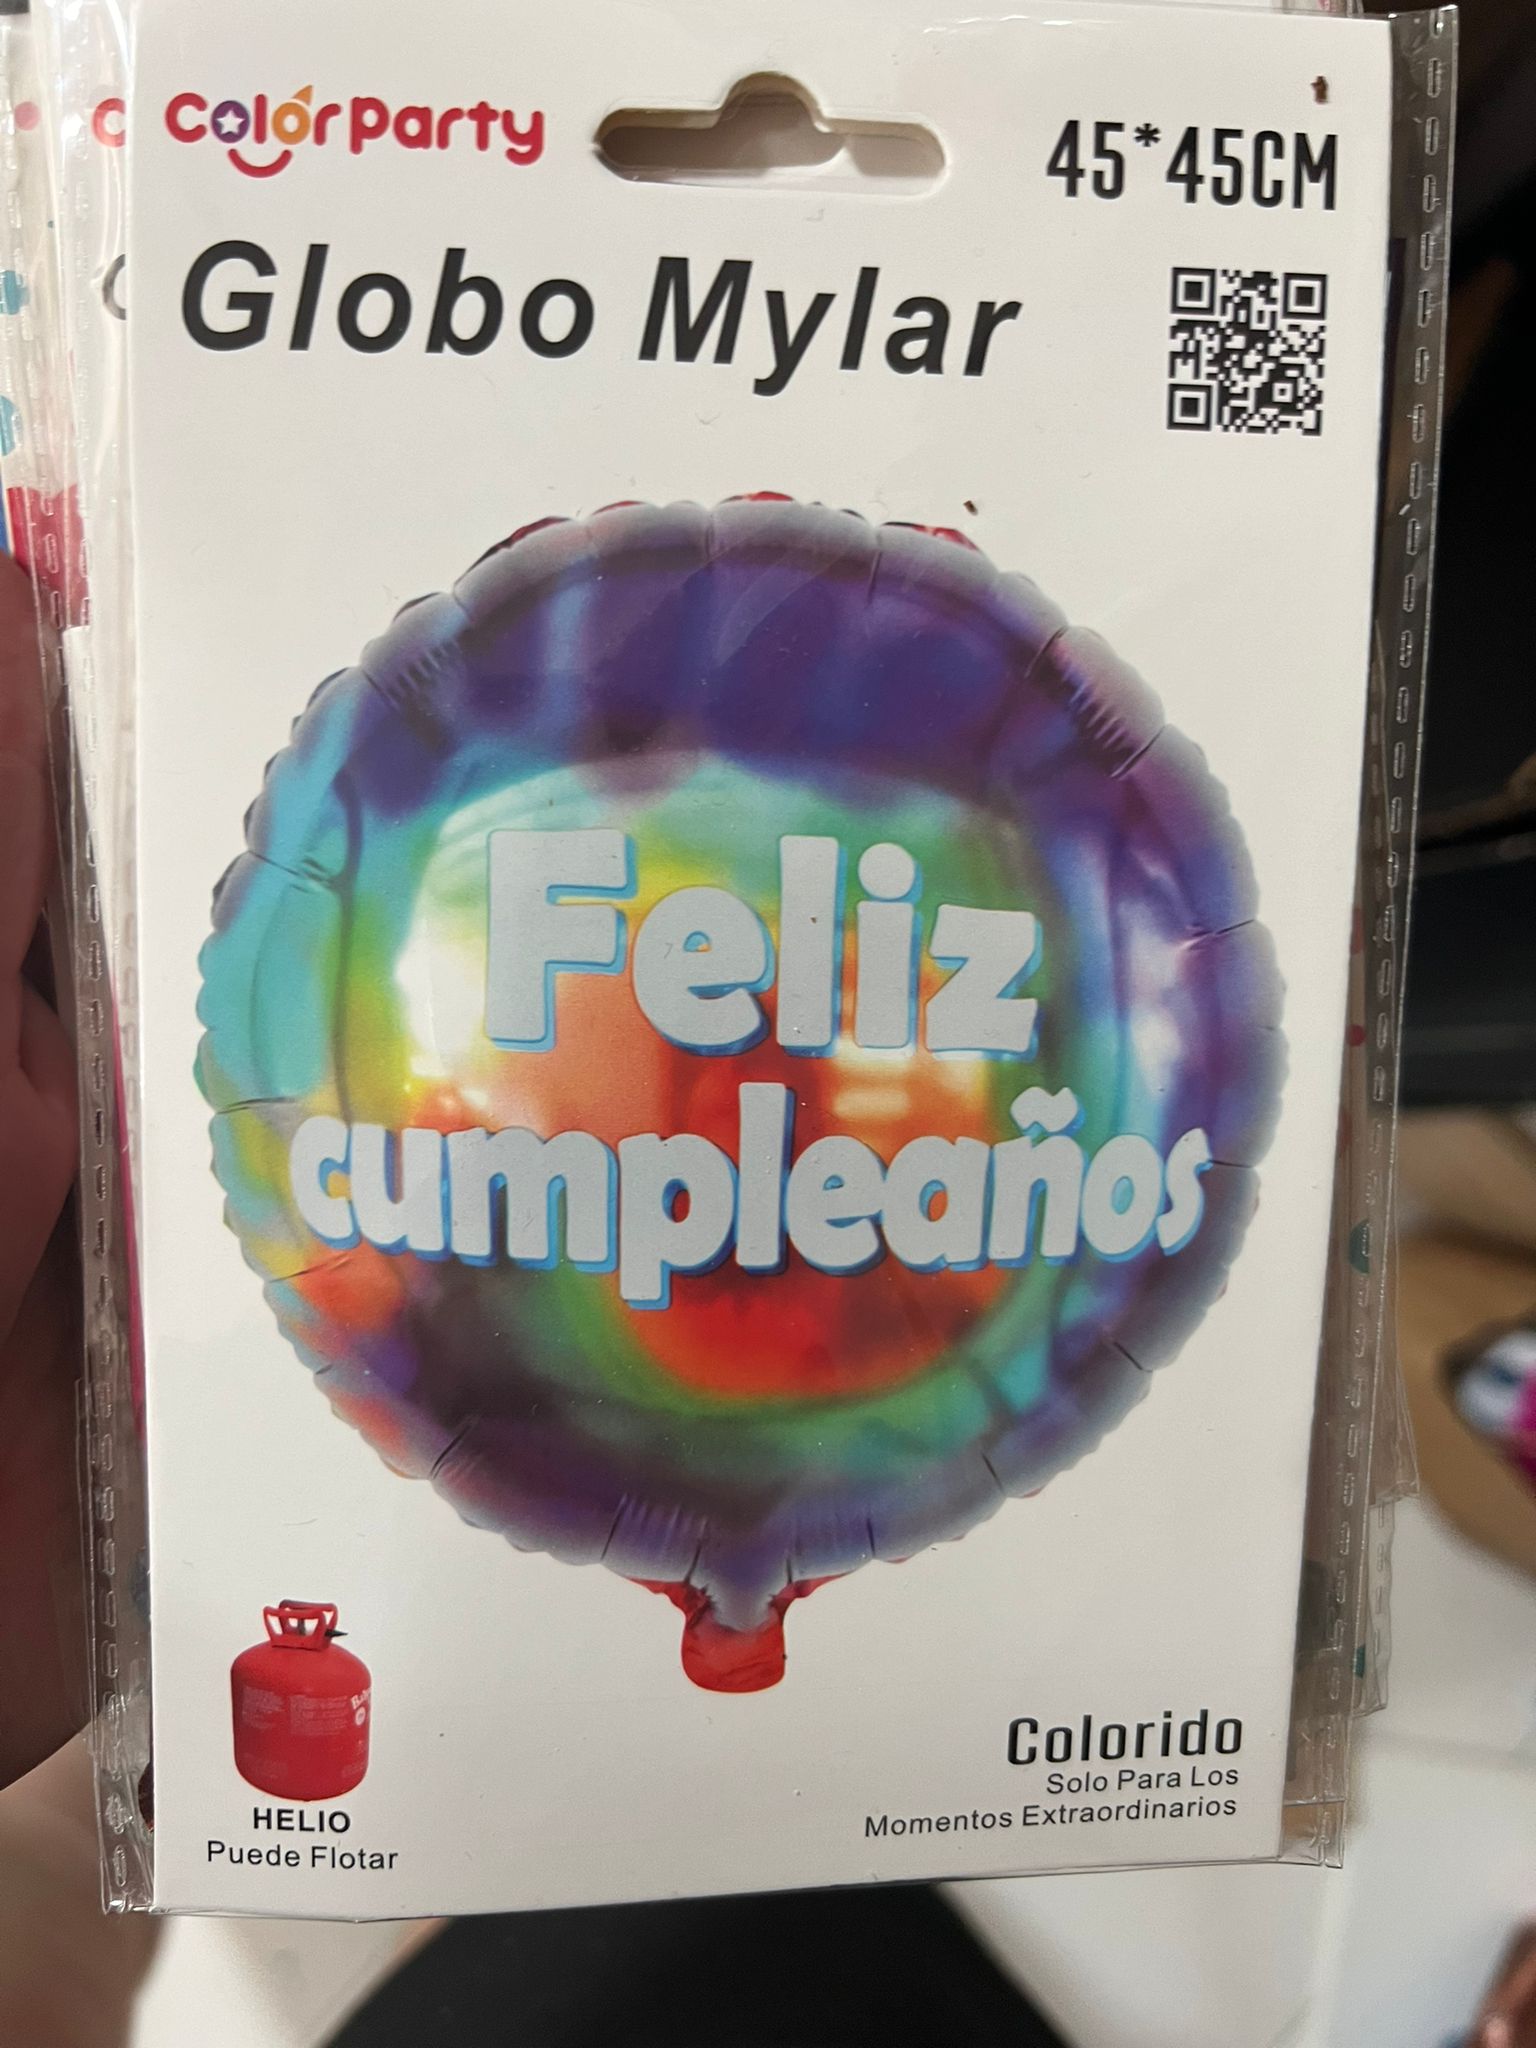 Colorparty
45*45CM
Globo Mylar
Feliz
cumpleaños
HELIO
Puede Flotar
Colorido
Solo Para Los
Momentos Extraordinarios